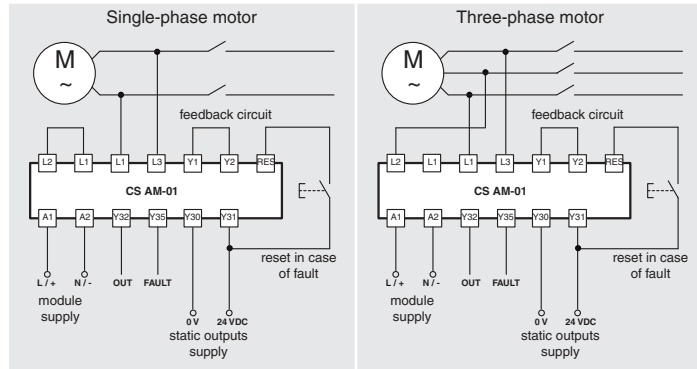 Single-phase motor
M
~
feedback circuit
L2 L1 L1 L3 Y1 Y2 RES
CS AM-01
A1 A2 Y32 Y35 Y30 Y31
L / + N / - OUT FAULT
reset in case
of fault
module
supply
0 V 24 VDC
static outputs
supply
Three-phase motor
M
~
feedback circuit
L2 L1 L1 L3 Y1 Y2 RES
CS AM-01
A1 A2 Y32 Y35 Y30 Y31
L / + N / - OUT FAULT
reset in case
of fault
module
supply
0 V 24 VDC
static outputs
supply